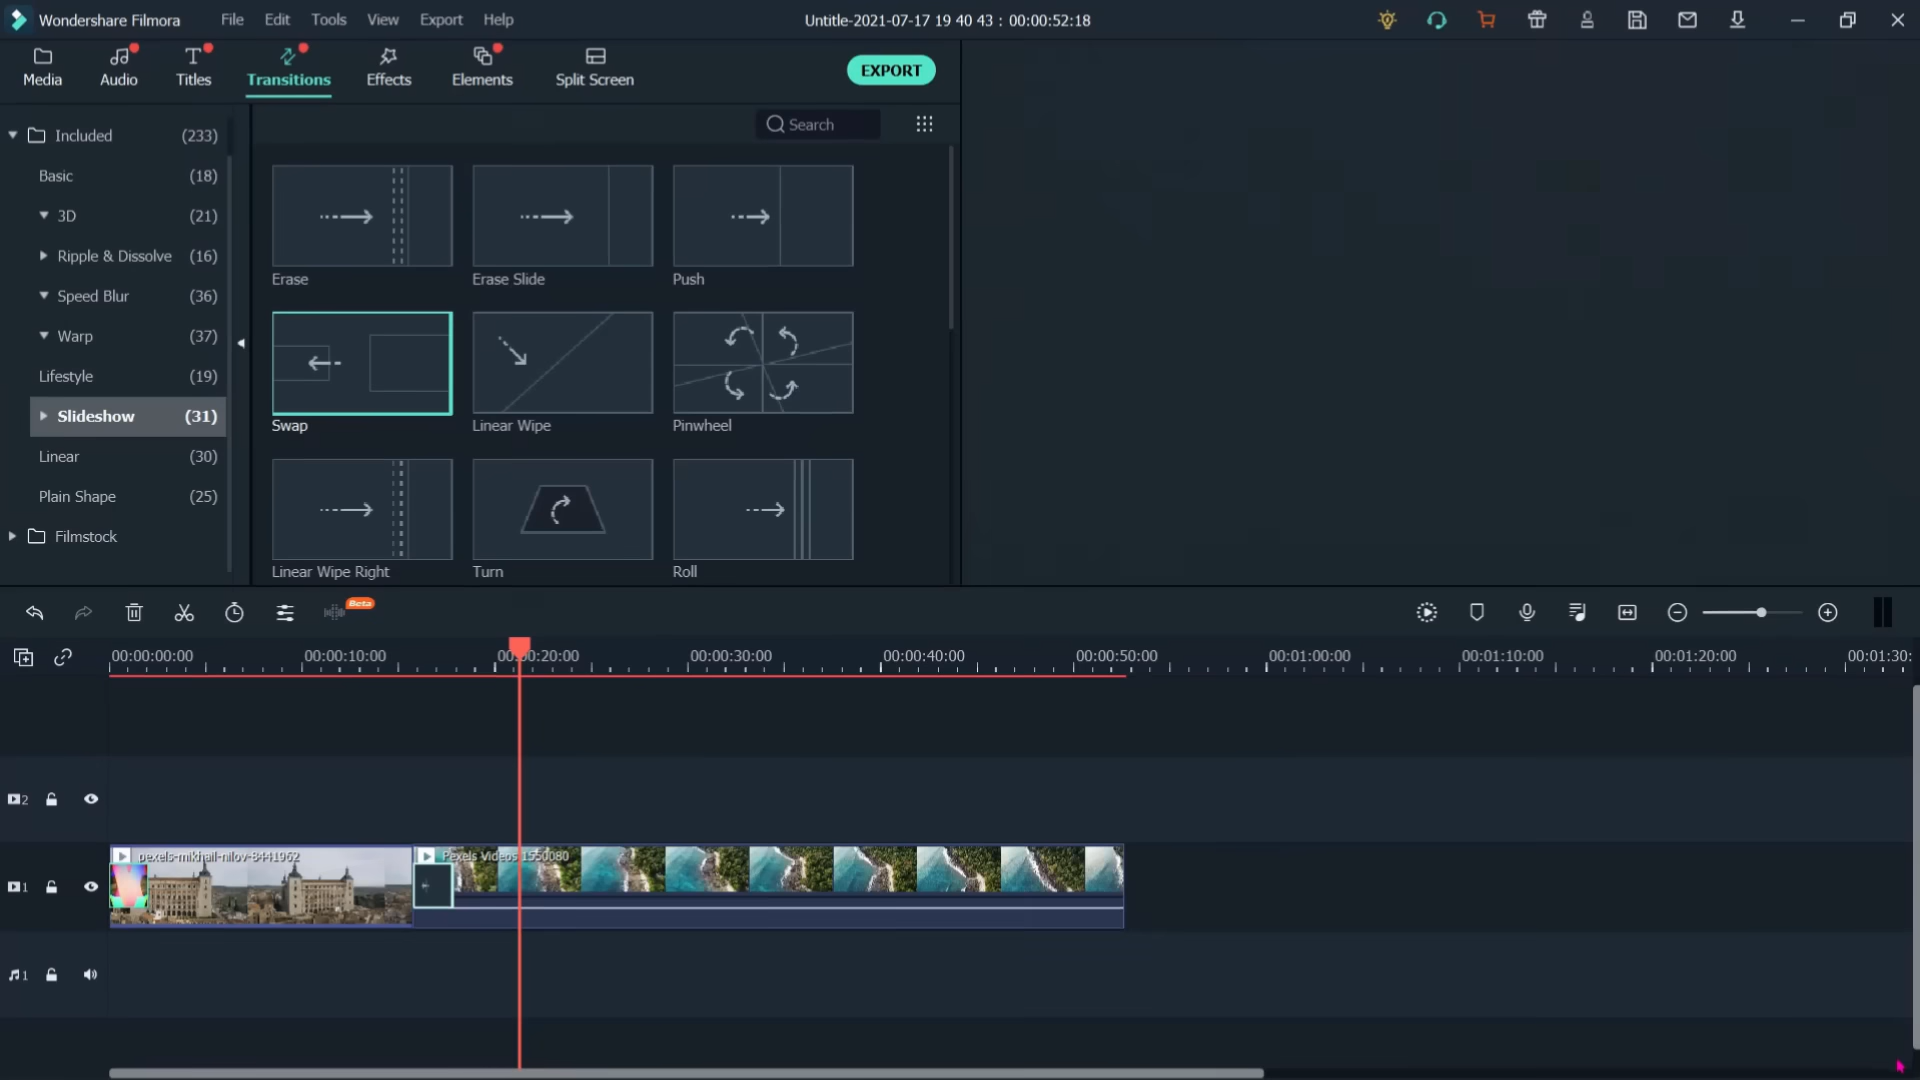 Wondershare Filmora File Edit Tools View Export Help Untitle-2021-07-17 19 40 43 : 00:00:52:18
Media Audio Titles Transitions Effects Elements Split Screen EXPORT
Included (233)
Basic (18)
3D (21)
Ripple & Dissolve (16)
Speed Blur (36)
Warp (37)
Lifestyle (19)
Slideshow (31)
Linear (30)
Plain Shape (25)
Filmstock
Search
Erase Erase Slide Push
Swap Linear Wipe Pinwheel
Linear Wipe Right Turn Roll
Beta
00:00:00:00 00:00:10:00 00:00:20:00 00:00:30:00 00:00:40:00 00:00:50:00 00:01:00:00 00:01:10:00 00:01:20:00 00:01:30:
2
pexels-mikhail-nilov-8441962 Pexels Videos 1550080
1
1